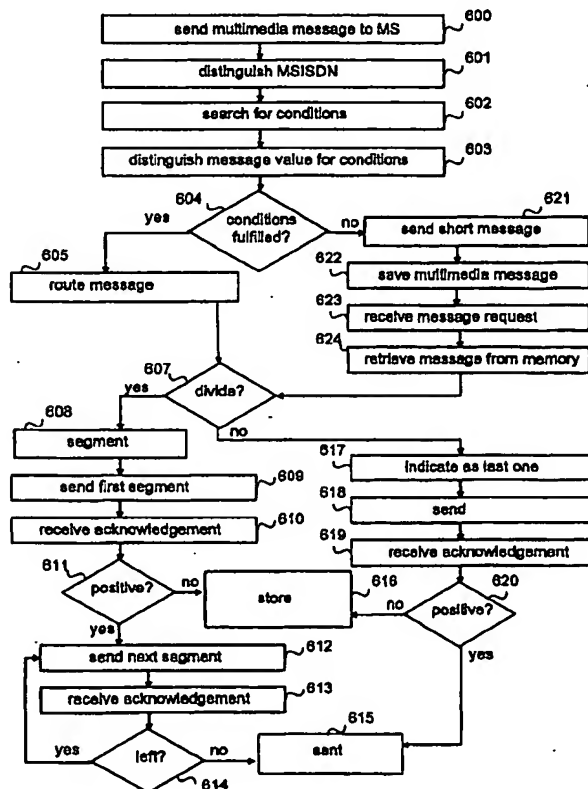 600
send multimedia message to MS
601
distinguish MSISDN
602
search for conditions
603
distinguish message value for conditions
604
yes
conditions
fulfilled?
no
621
send short message
605
route message
622
save multimedia message
623
receive message request
624
retrieve message from memory
607
yes
divide?
608
segment
no
617
indicate as last one
609
send first segment
618
send
610
receive acknowledgement
619
receive acknowledgement
611
positive?
no
616
store
no
620
positive?
yes
yes
612
send next segment
613
receive acknowledgement
615
sent
yes
left?
no
614